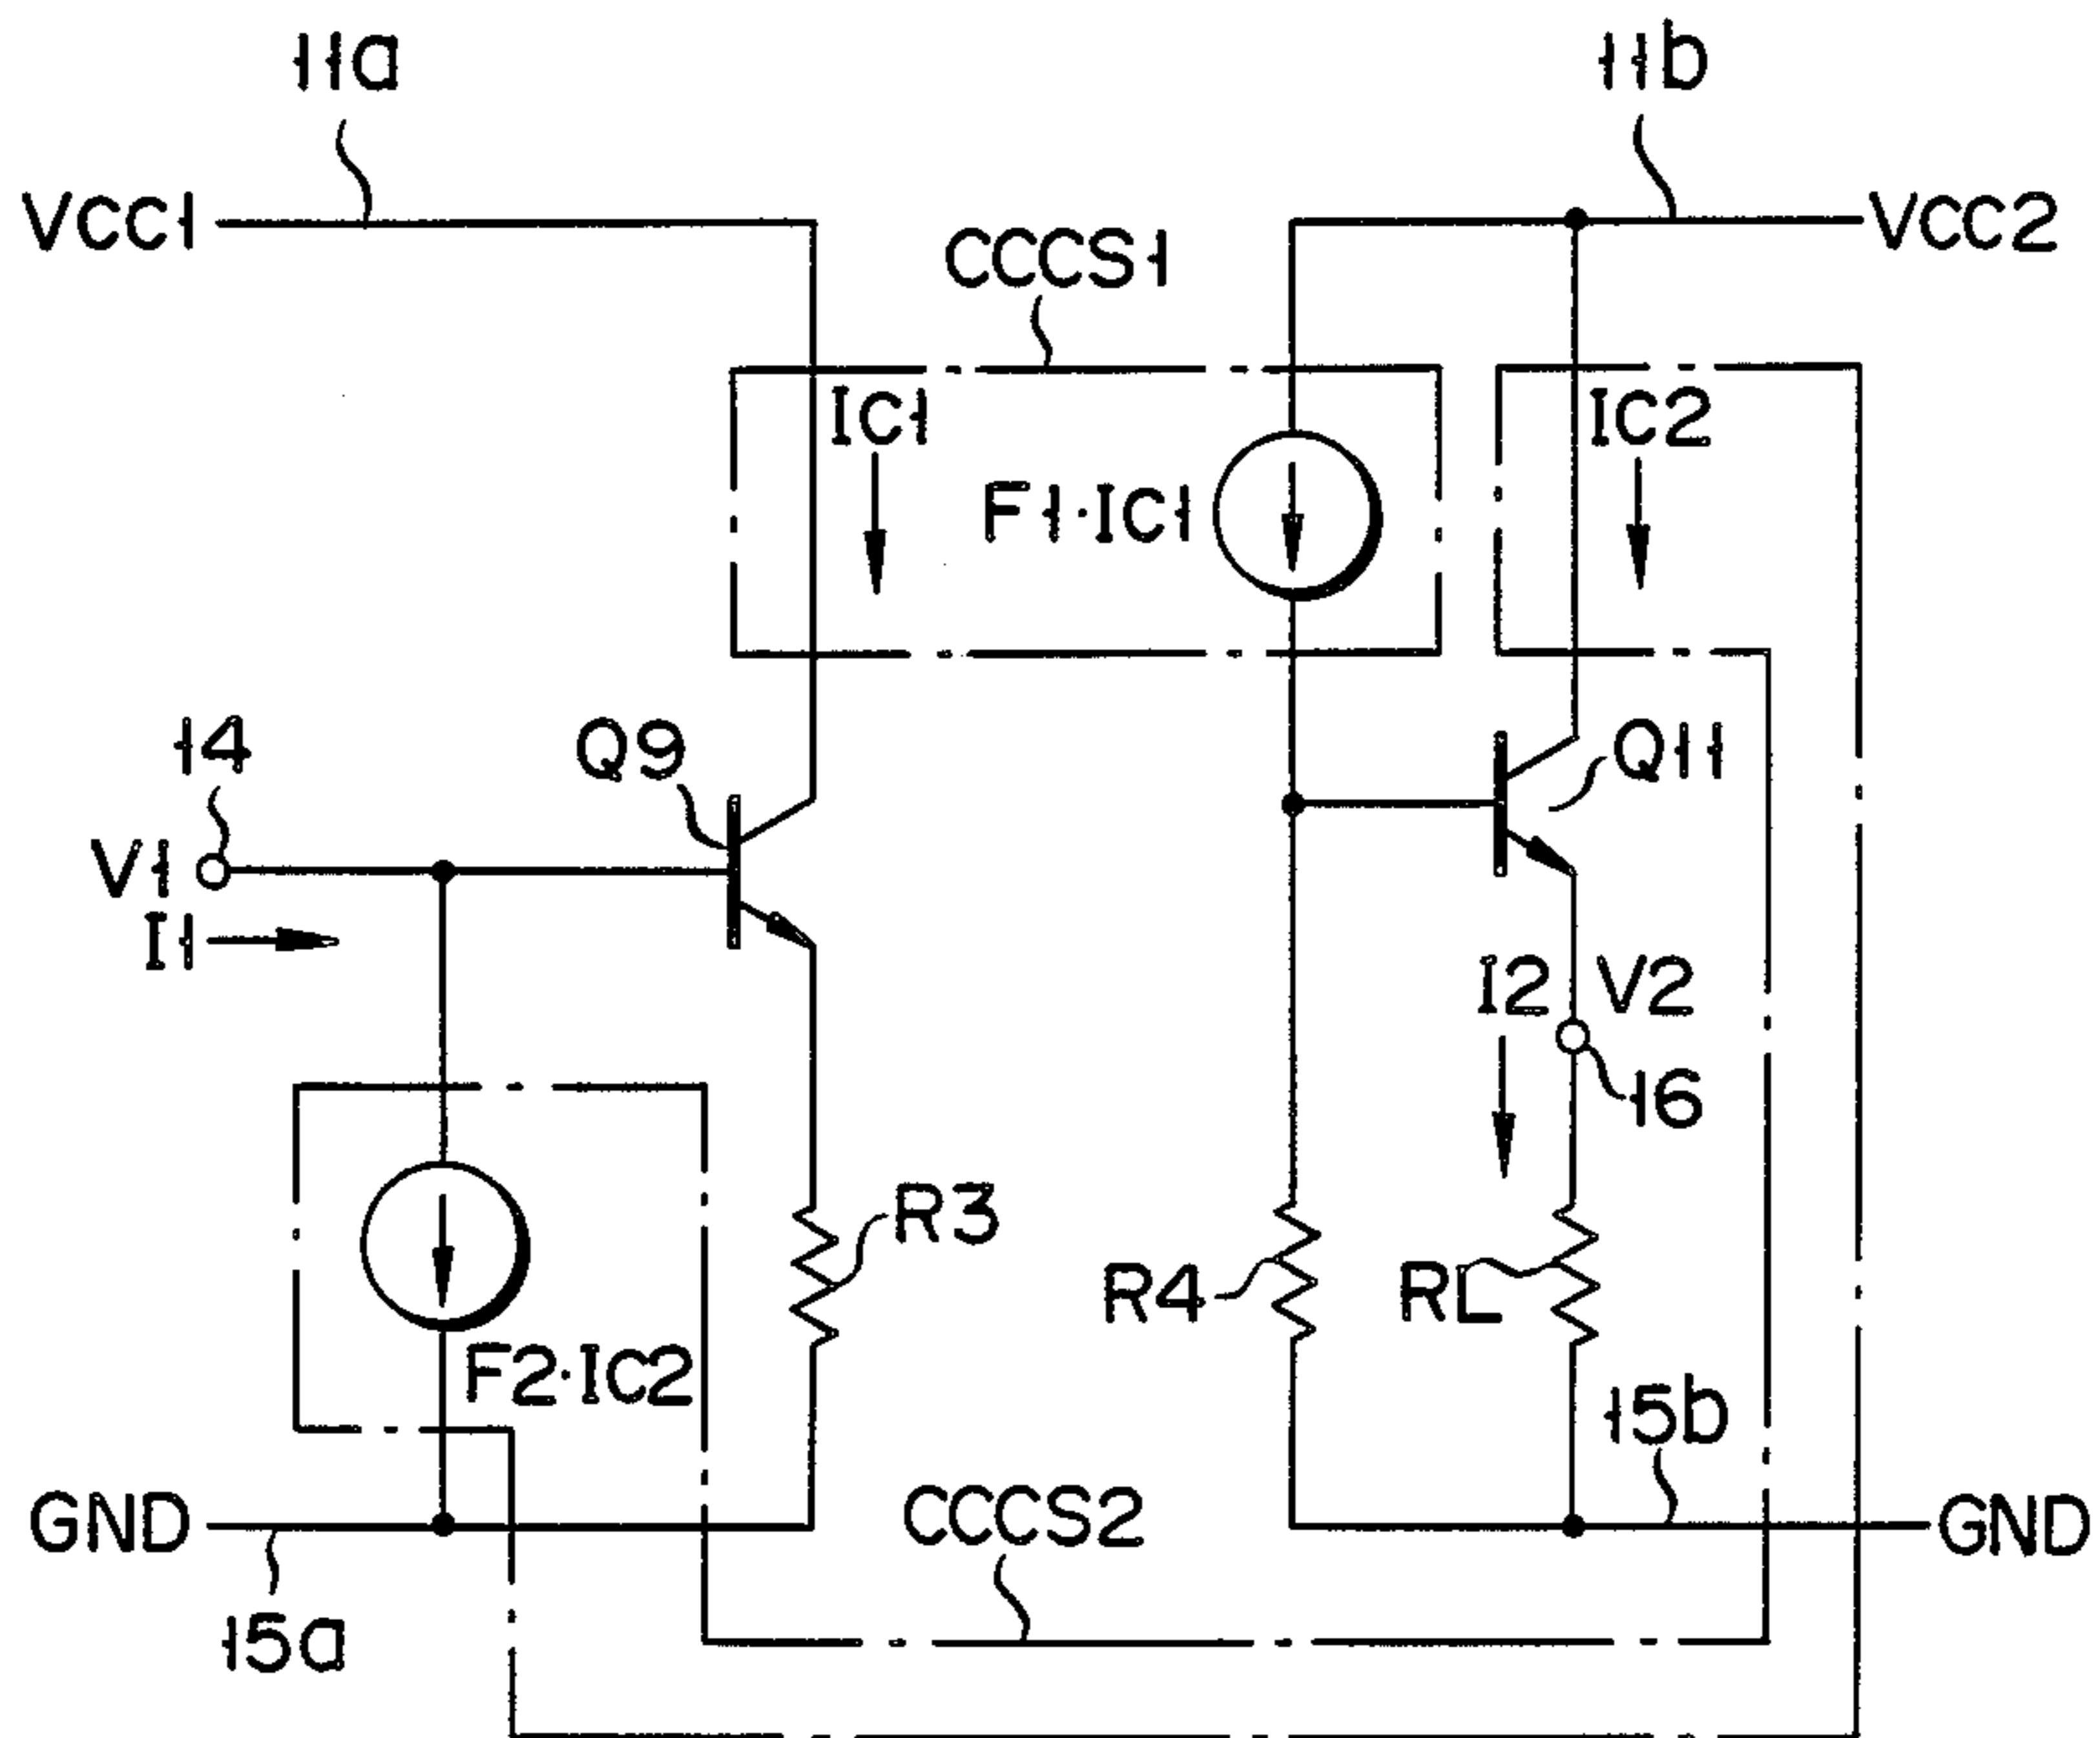 11a
11b
VCC1
VCC2
CCCS1
IC1
F1·IC1
IC2
14
Q9
Q11
V1
I1
I2
V2
16
R3
R4
RL
F2·IC2
15b
GND
CCCS2
GND
15a